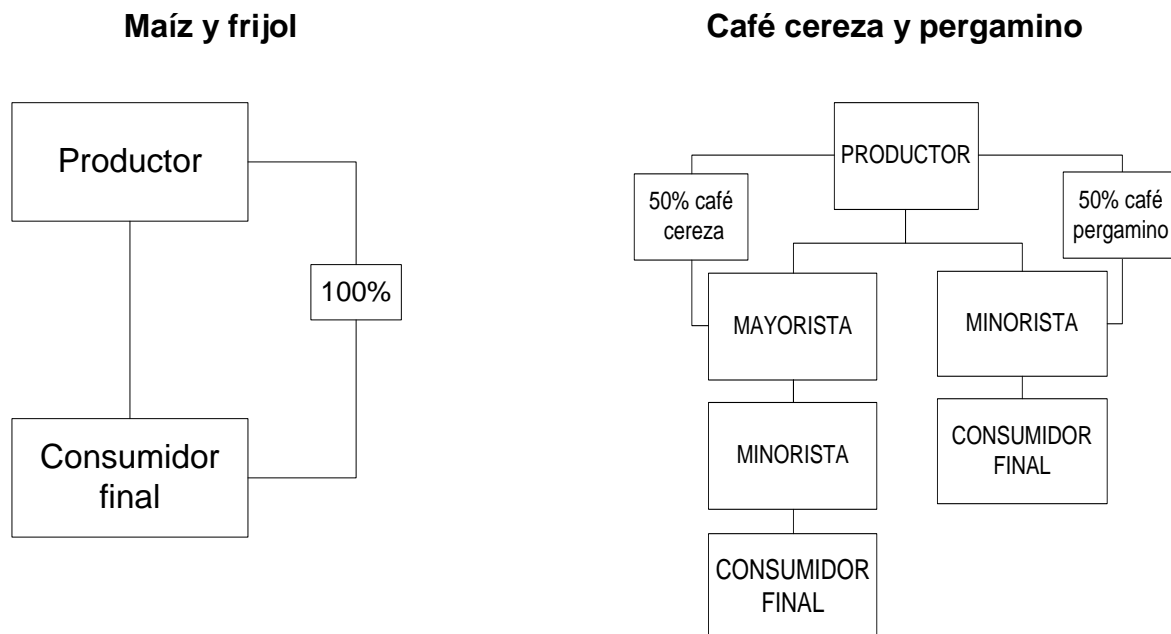 Maíz y frijol
Productor
100%
Consumidor
final
Café cereza y pergamino
PRODUCTOR
50% café
cereza
50% café
pergamino
MAYORISTA
MINORISTA
MINORISTA
CONSUMIDOR
FINAL
CONSUMIDOR
FINAL